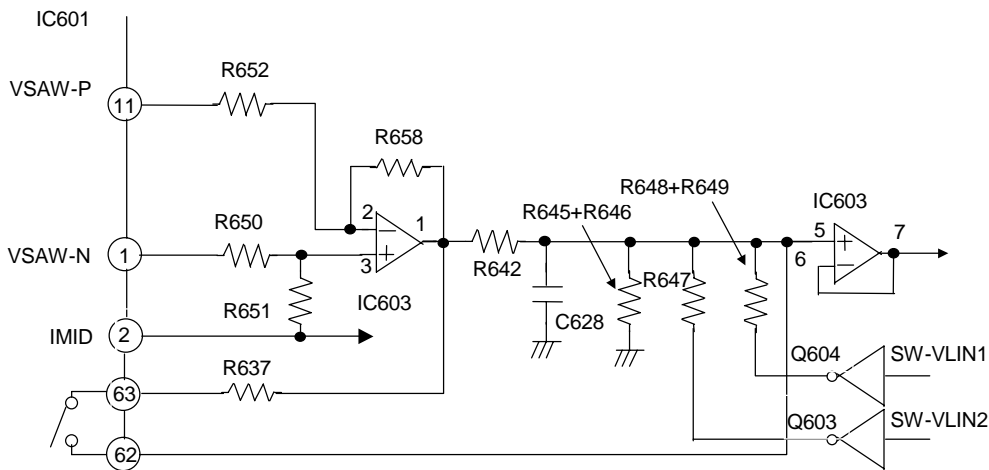 IC601
VSAW-P
11
R652
R658
R648+R649
IC603
R645+R646
R650
2
1
5
7
VSAW-N
1
3
R642
6
R647
R651
IC603
C628
IMID
2
Q604
SW-VLIN1
R637
63
Q603
SW-VLIN2
62